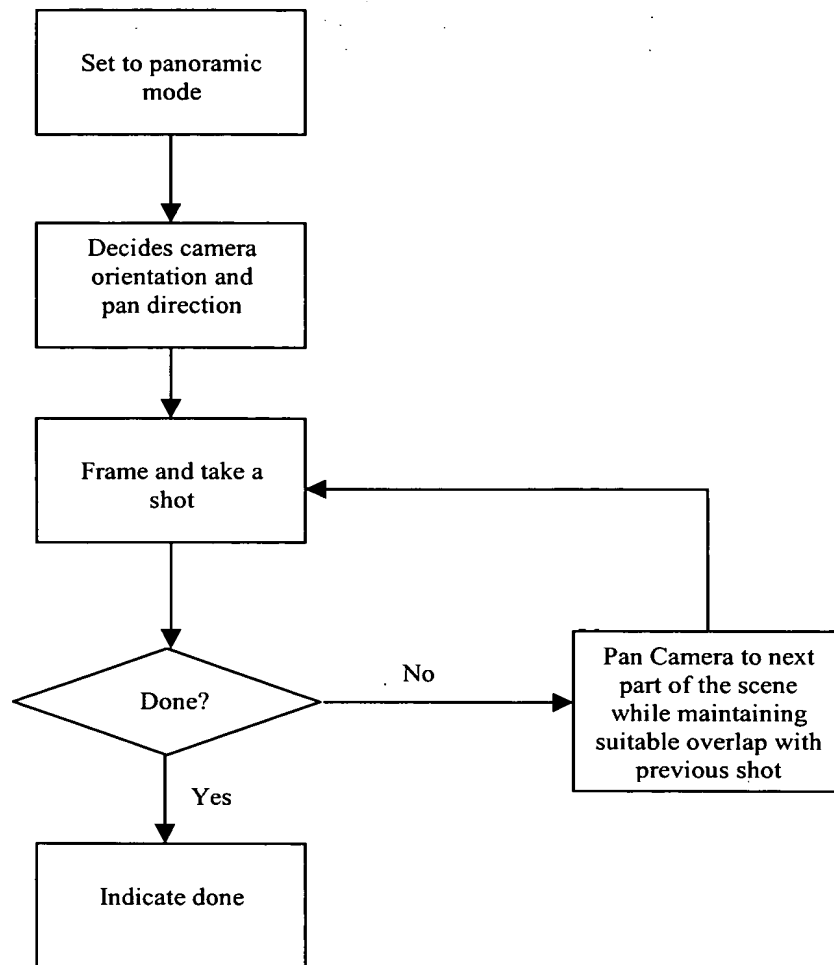 Set to panoramic
mode
Decides camera
orientation and
pan direction
Frame and take a
shot
Done?
No
Pan Camera to next
part of the scene
while maintaining
suitable overlap with
previous shot
Yes
Indicate done